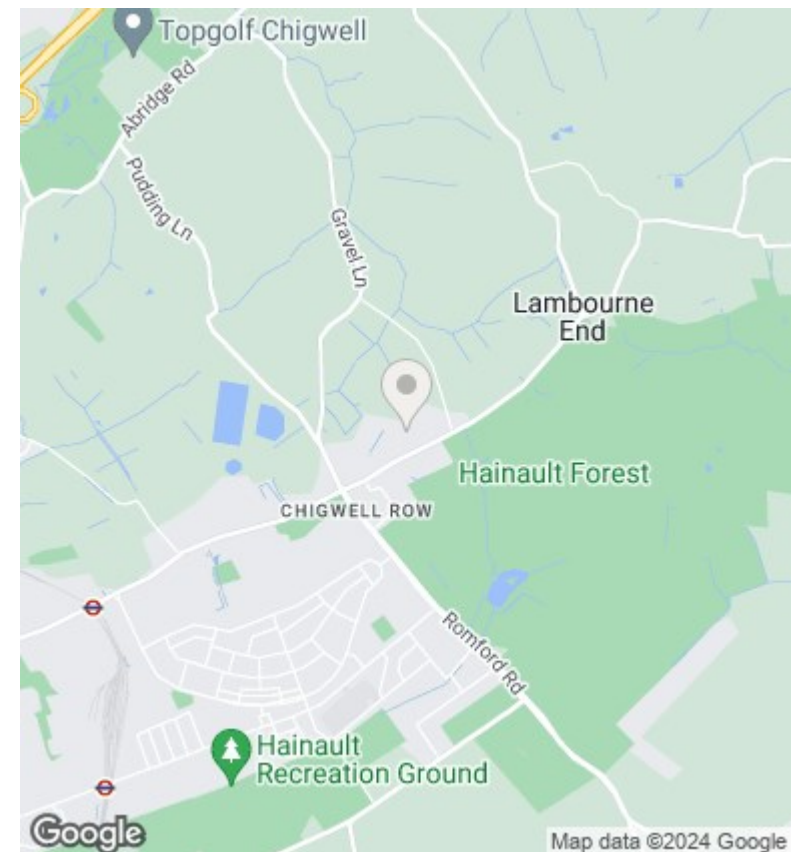 Topgolf Chigwell
Abridge Rd
Pudding Ln
Gravel Ln
Lambourne
End
Hainault Forest
CHIGWELL ROW
Romford Rd
Hainault
Recreation Ground
Google
Map data ©2024 Google